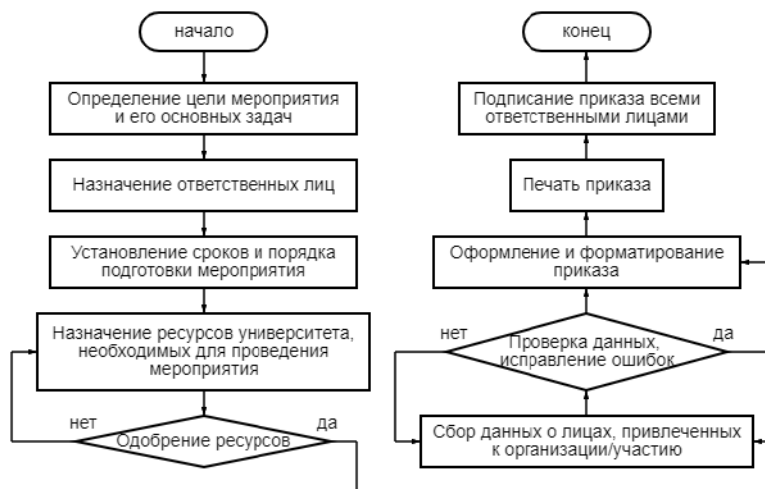 начало
Определение цели мероприятия
и его основных задач
Назначение ответственных лиц
Установление сроков и порядка
подготовки мероприятия
Назначение ресурсов университета,
необходимых для проведения
мероприятия
нет
да
Одобрение ресурсов
конец
Подписание приказа всеми
ответственными лицами
Печать приказа
Оформление и форматирование
приказа
нет
да
Проверка данных,
исправление ошибок
Сбор данных о лицах, привлеченных
к организации/участию